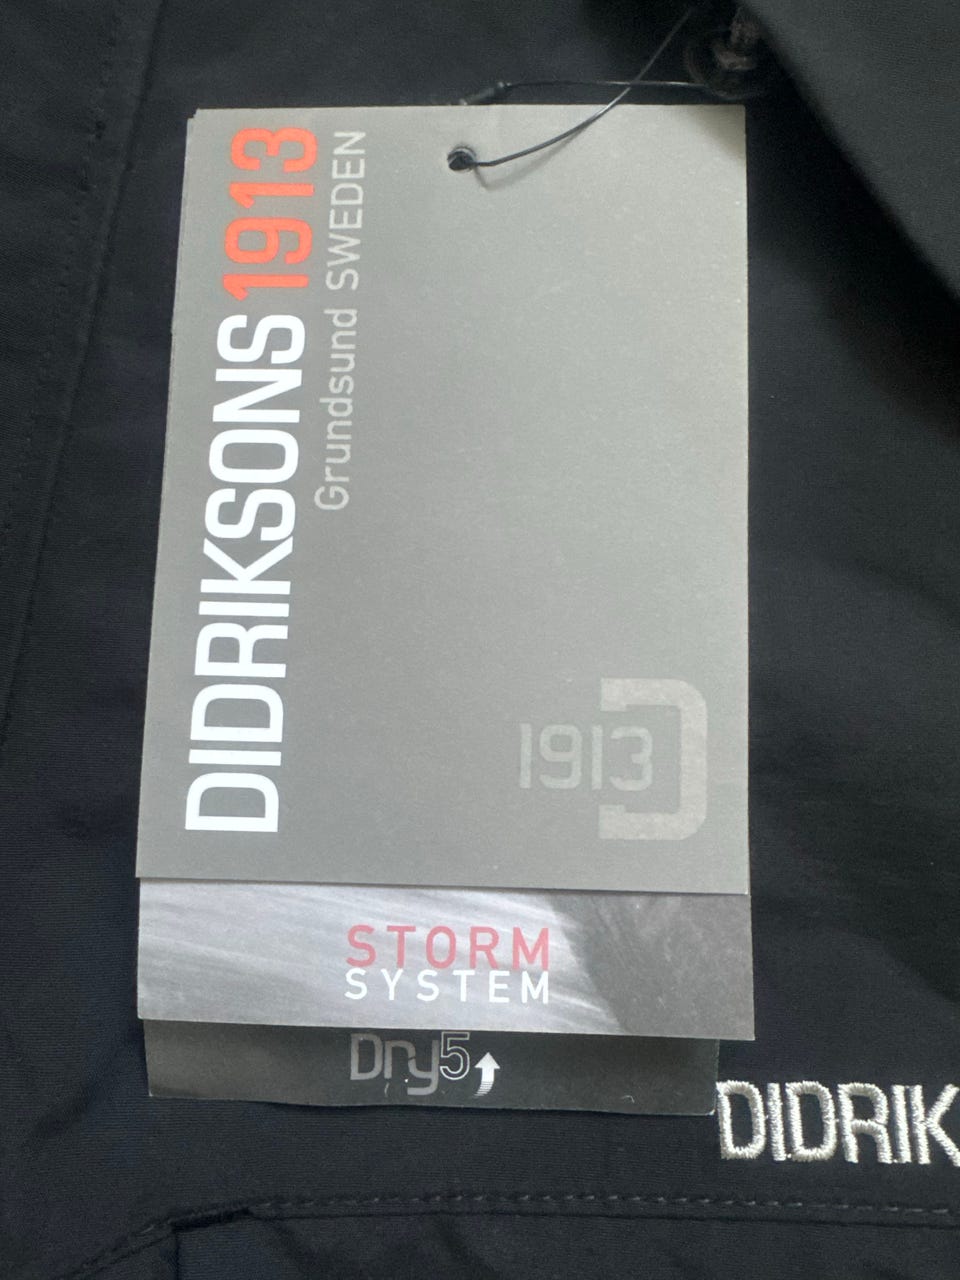 DIDRIKSONS 1913
Grundsund SWEDEN
1913
STORM
SYSTEM
Dry5
DIDRIK